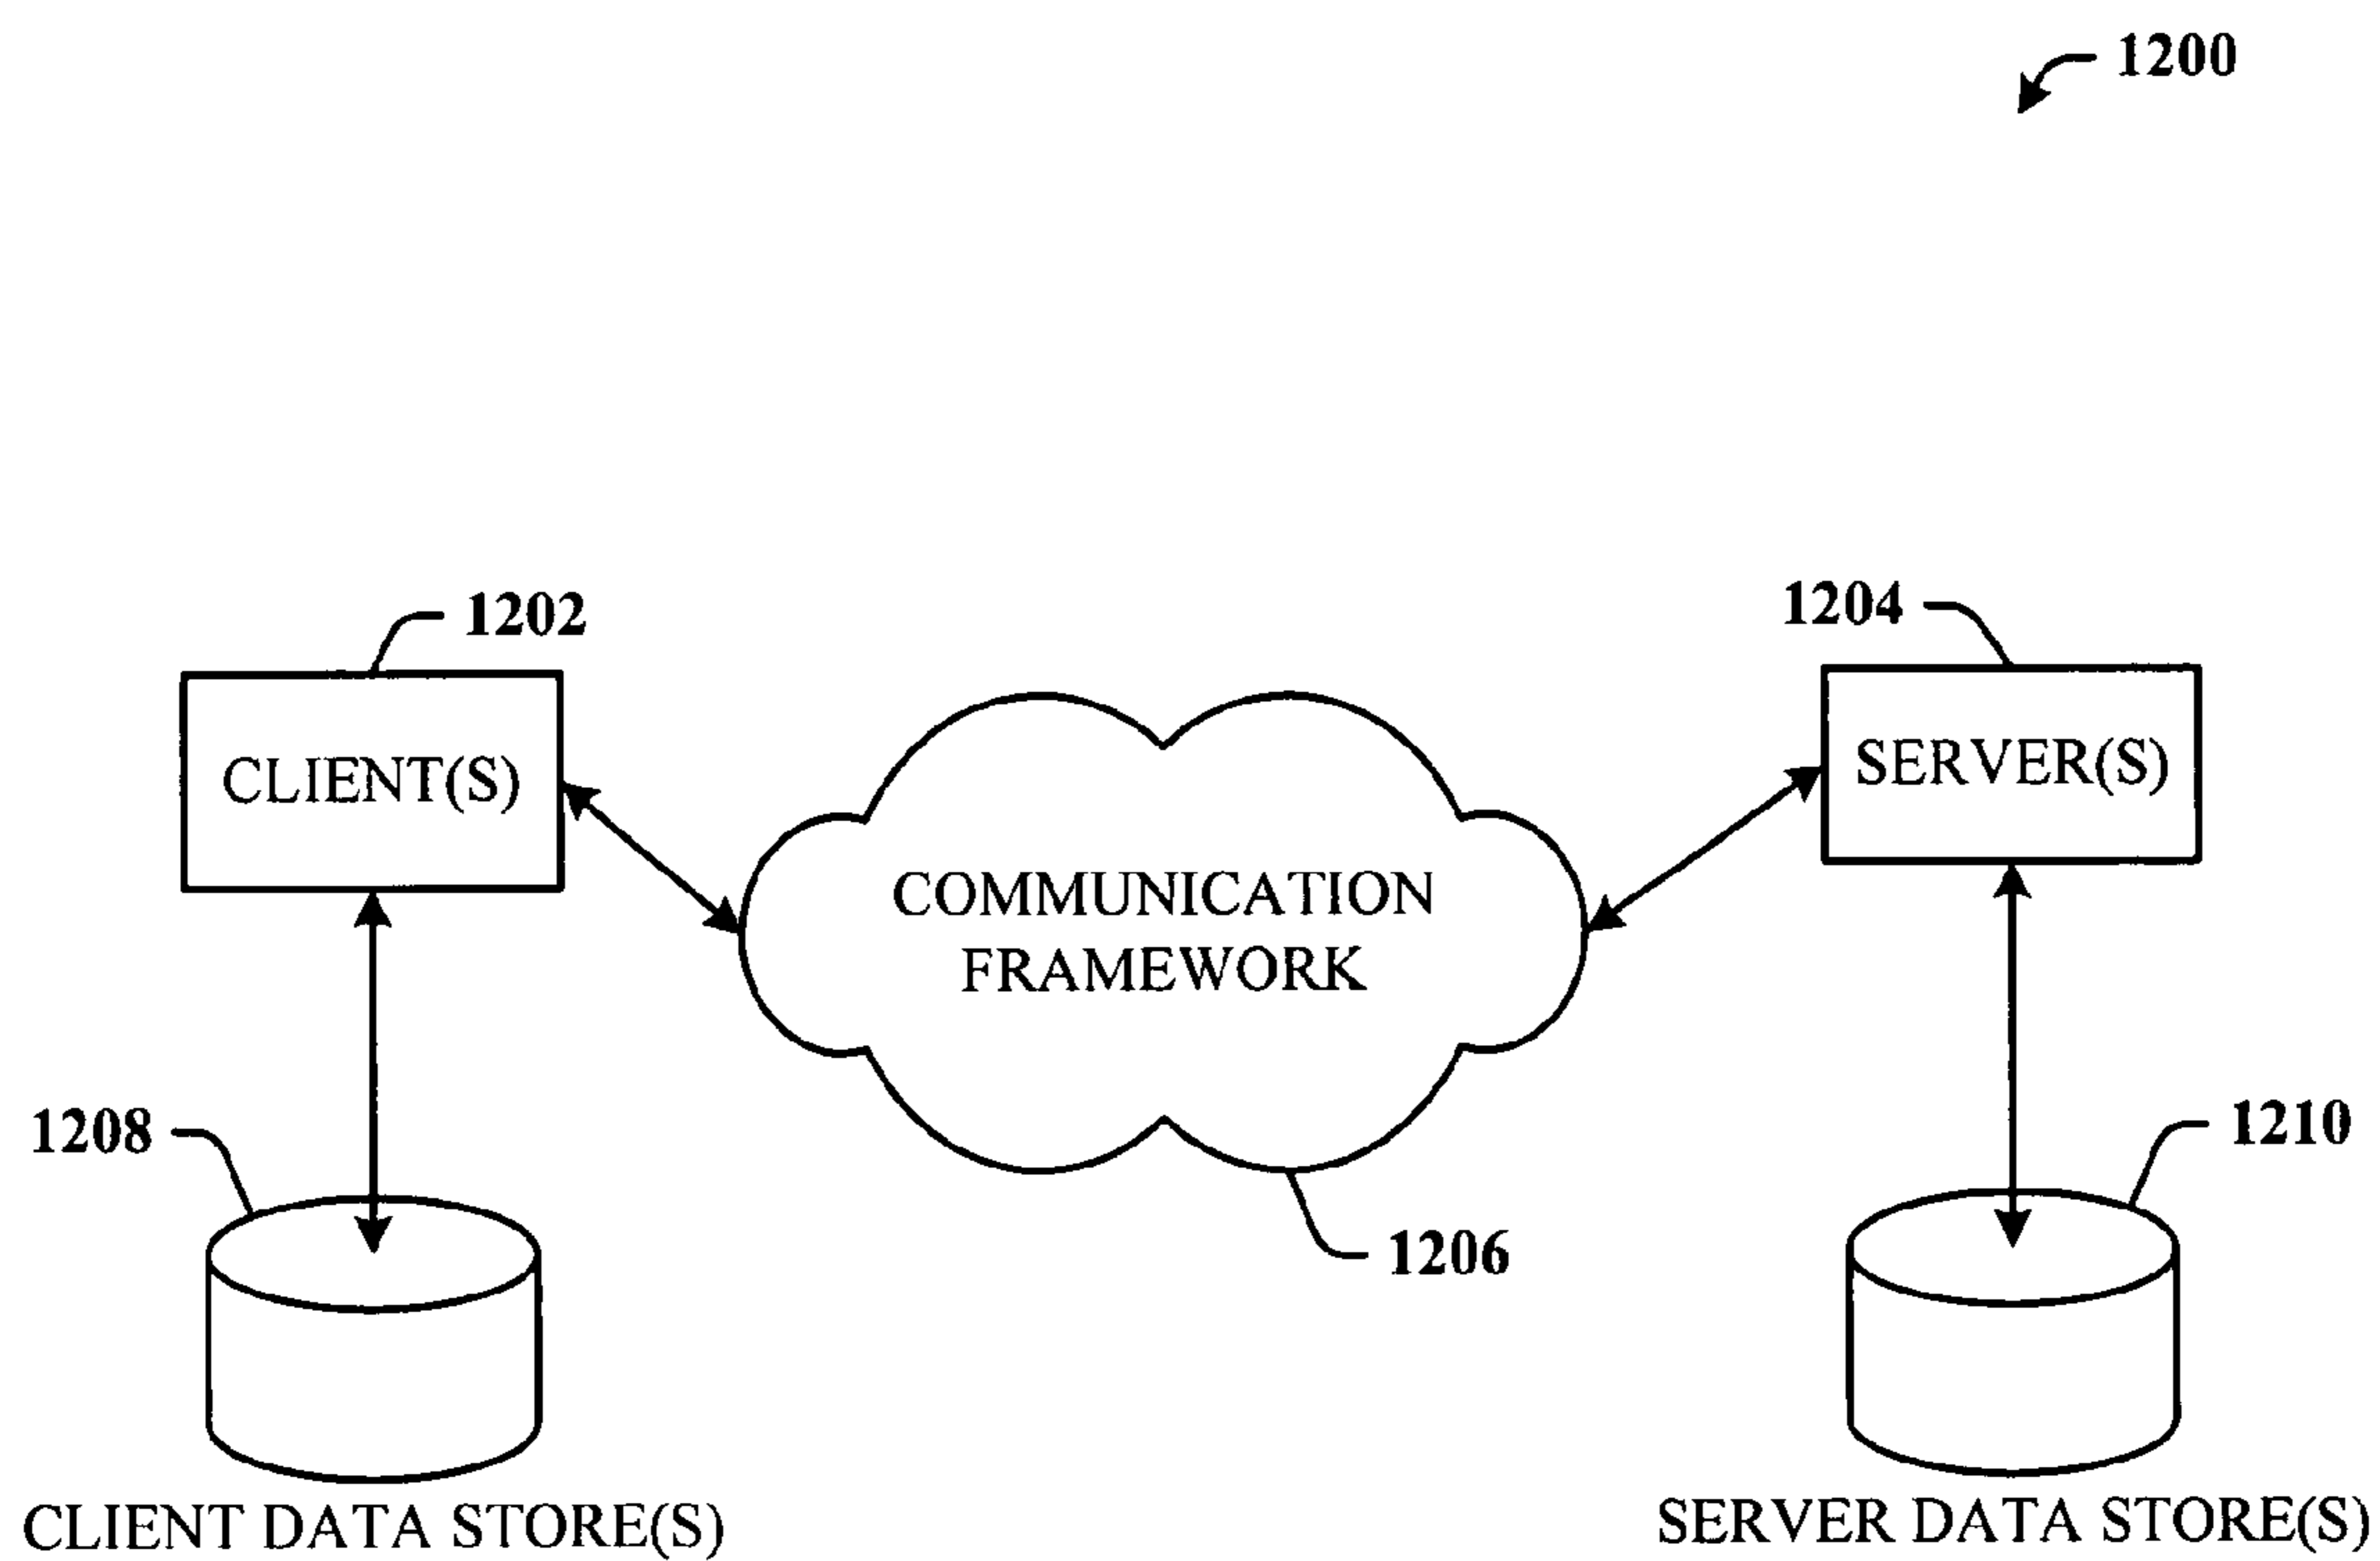 1200
1202
1204
CLIENT(S)
SERVER(S)
COMMUNICATION
FRAMEWORK
1208
1210
1206
CLIENT DATA STORE(S)
SERVER DATA STORE(S)